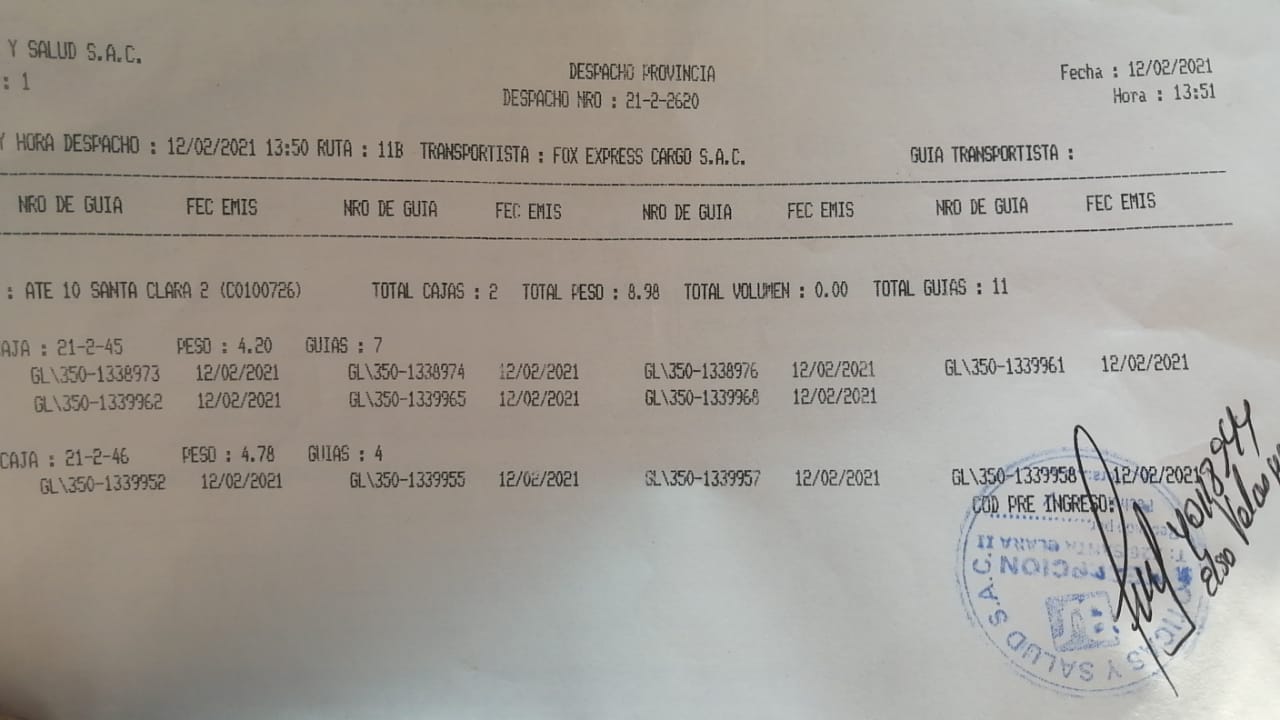 Y SALUD S.A.C.
: 1
DESPACHO PROVINCIA
DESPACHO NRO : 21-2-2620
Fecha : 12/02/2021
Hora : 13:51
Y HORA DESPACHO : 12/02/2021 13:50 RUTA : 11B TRANSPORTISTA : FOX EXPRESS CARGO S.A.C. GUIA TRANSPORTISTA :
NRO DE GUIA FEC EMIS NRO DE GUIA FEC EMIS NRO DE GUIA FEC EMIS NRO DE GUIA FEC EMIS
: ATE 10 SANTA CLARA 2 (C0100726) TOTAL CAJAS : 2 TOTAL PESO : 8.98 TOTAL VOLUMEN : 0.00 TOTAL GUIAS : 11
AJA : 21-2-45 PESO : 4.20 GUIAS : 7
GL\350-1338973 12/02/2021 GL\350-1338974 12/02/2021 GL\350-1338976 12/02/2021 GL\350-1339961 12/02/2021
GL\350-1339962 12/02/2021 GL\350-1339965 12/02/2021 GL\350-1339968 12/02/2021
CAJA : 21-2-46 PESO : 4.78 GUIAS : 4
GL\350-1339952 12/02/2021 GL\350-1339955 12/02/2021 GL\350-1339957 12/02/2021 GL\350-1339958 12/02/2021
COD PRE INGRESO:
SANTA CLARA II
AS Y SALUD S.A.C.